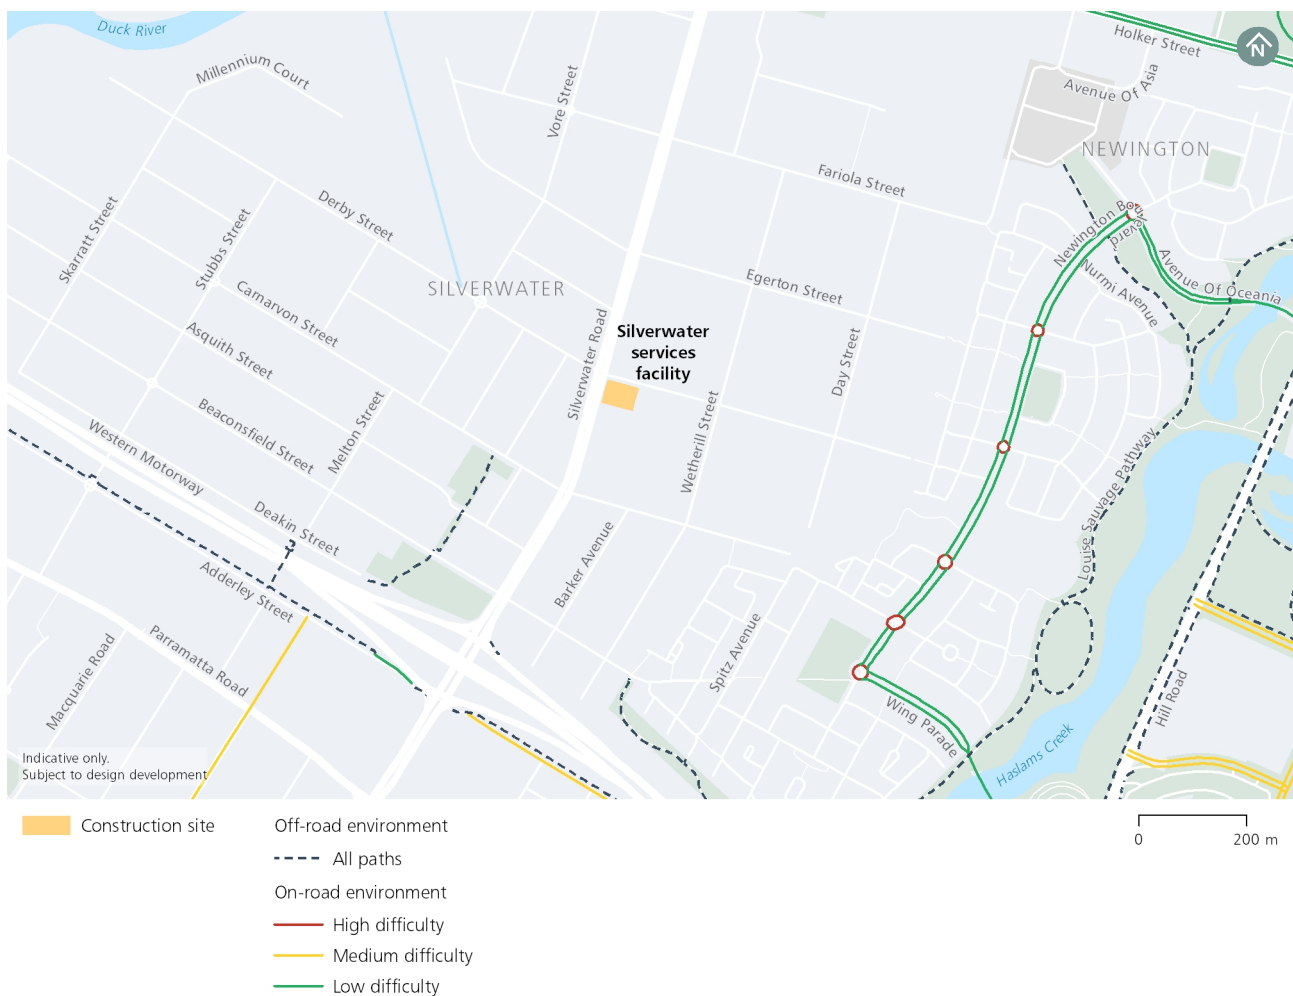 Duck River
Holker Street
N
Millennium Court
Vore Street
Avenue Of Asia
NEWINGTON
Fariola Street
Derby Street
Skarratt Street
Stubbs Street
Newington Boulevard
Avenue Of Oceania
Nurmi Avenue
Egerton Street
SILVERWATER
Carnarvon Street
Asquith Street
Silverwater Road
Silverwater
services
facility
Day Street
Wetherill Street
Beaconsfield Street
Melton Street
Western Motorway
Deakin Street
Louise Sauvage Pathway
Barker Avenue
Adderley Street
Spitz Avenue
Parramatta Road
Macquarie Road
Wing Parade
Hill Road
Haslams Creek
Indicative only.
Subject to design development
Construction site
Off-road environment
All paths
On-road environment
High difficulty
Medium difficulty
Low difficulty
0
200 m